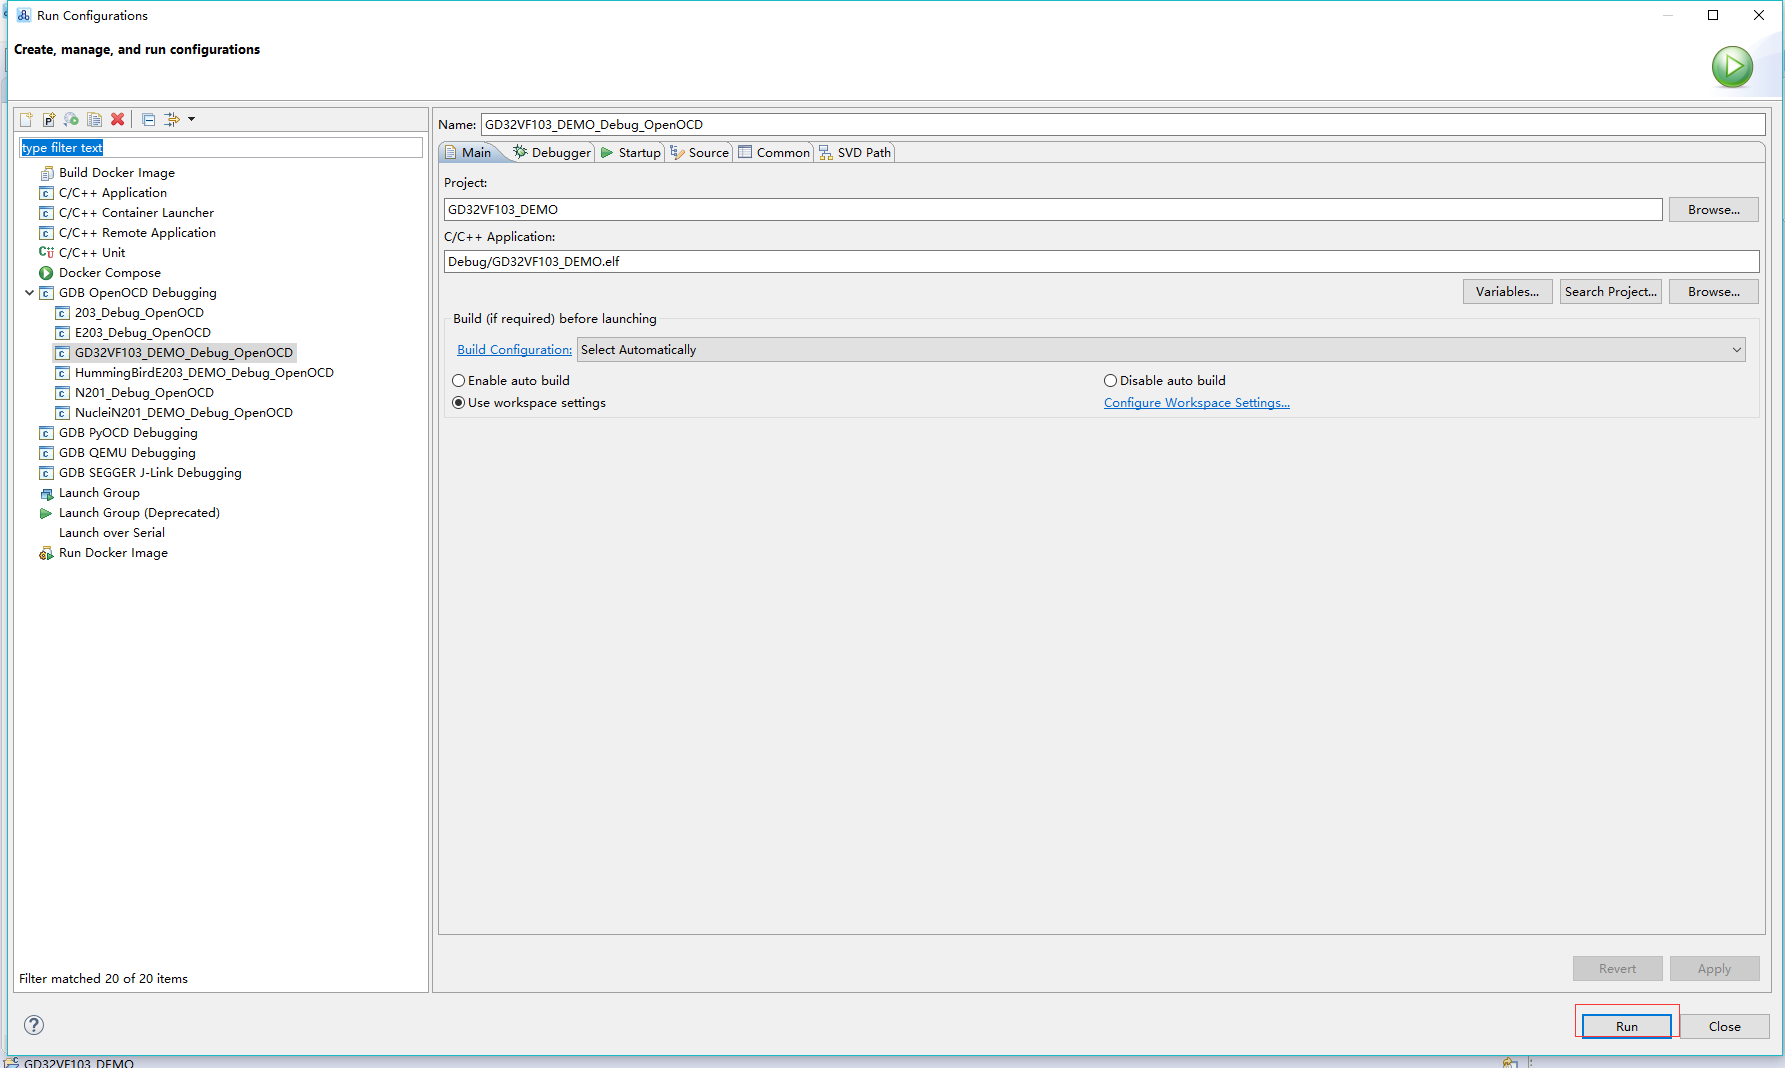 Run Configurations
Create, manage, and run configurations
type filter text
Build Docker Image
C/C++ Application
C/C++ Container Launcher
C/C++ Remote Application
C/C++ Unit
Docker Compose
GDB OpenOCD Debugging
203_Debug_OpenOCD
E203_Debug_OpenOCD
GD32VF103_DEMO_Debug_OpenOCD
HummingBirdE203_DEMO_Debug_OpenOCD
N201_Debug_OpenOCD
NucleiN201_DEMO_Debug_OpenOCD
GDB PyOCD Debugging
GDB QEMU Debugging
GDB SEGGER J-Link Debugging
Launch Group
Launch Group (Deprecated)
Launch over Serial
Run Docker Image
Filter matched 20 of 20 items
Name: GD32VF103_DEMO_Debug_OpenOCD
Main Debugger Startup Source Common SVD Path
Project:
GD32VF103_DEMO Browse...
C/C++ Application:
Debug/GD32VF103_DEMO.elf
Variables... Search Project... Browse...
Build (if required) before launching
Build Configuration: Select Automatically
Enable auto build Disable auto build
Use workspace settings Configure Workspace Settings...
Revert Apply
Run Close
GD32VF103_DEMO